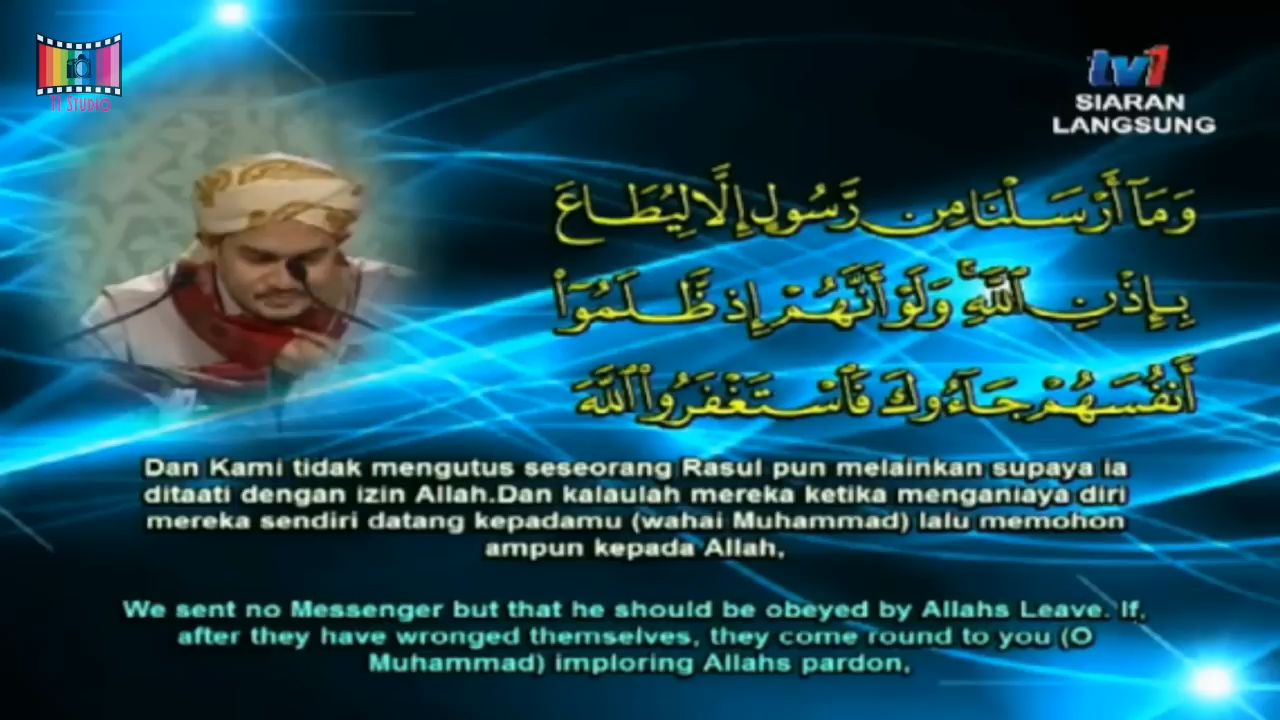 TI STUDIO
tv1
SIARAN
LANGSUNG
وَمَآ أَرْسَلْنَا مِن رَّسُولٍ إِلَّا لِيُطَاعَ
بِإِذْنِ ٱللَّهِ ۚ وَلَوْ أَنَّهُمْ إِذ ظَّلَمُوٓا۟
أَنفُسَهُمْ جَآءُوكَ فَٱسْتَغْفَرُوا۟ ٱللَّهَ
Dan Kami tidak mengutus seseorang Rasul pun melainkan supaya ia
ditaati dengan izin Allah.Dan kalaulah mereka ketika menganiaya diri
mereka sendiri datang kepadamu (wahai Muhammad) lalu memohon
ampun kepada Allah,
We sent no Messenger but that he should be obeyed by Allahs Leave. If,
after they have wronged themselves, they come round to you (O
Muhammad) imploring Allahs pardon,